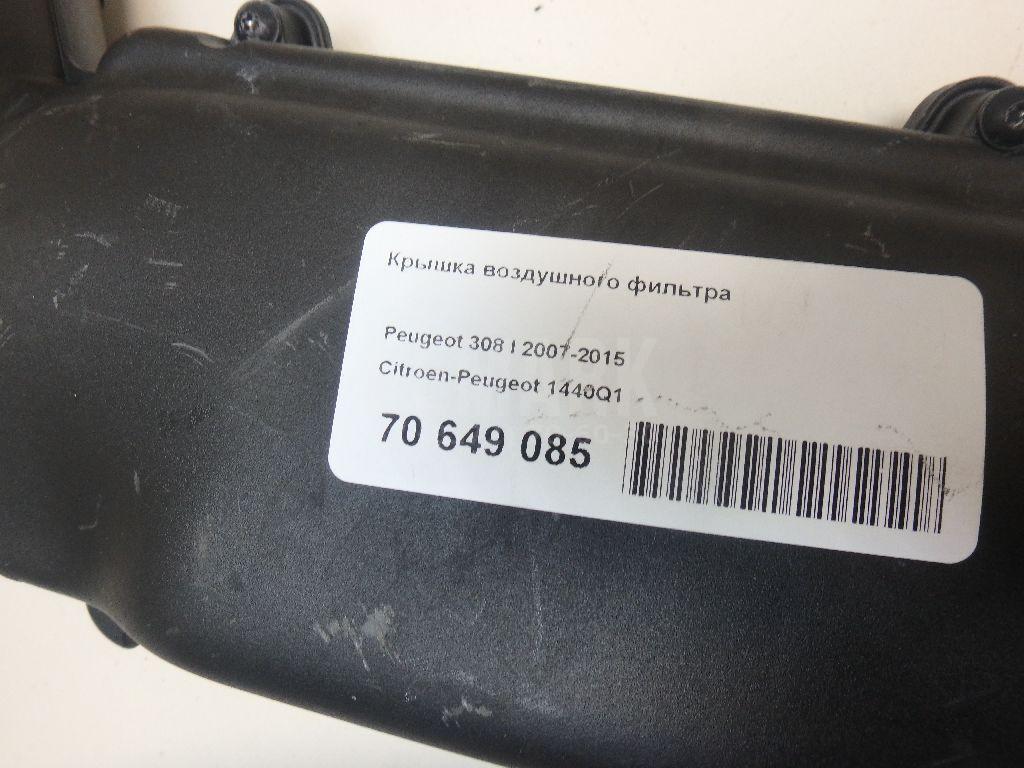 Крышка воздушного фильтра
Peugeot 308 I 2007-2015
Citroen-Peugeot 1440Q1
70 649 085